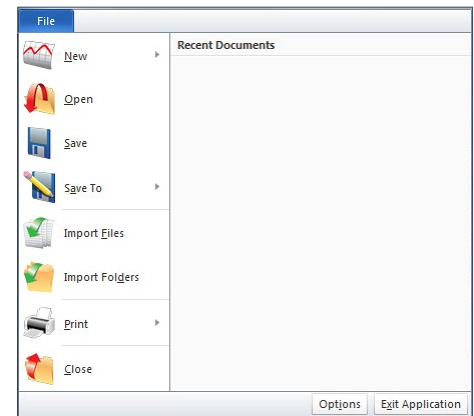 File
Recent Documents
New
Open
Save
Save To
Import Files
Import Folders
Print
Close
Options
Exit Application